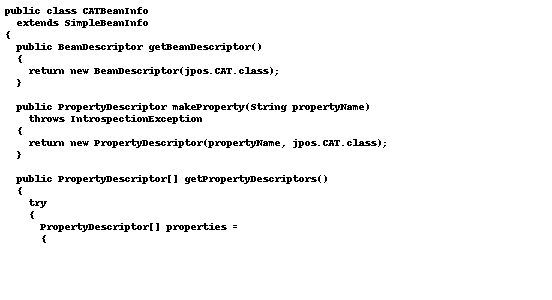 public class CATBeanInfo
  extends SimpleBeanInfo
{
  public BeanDescriptor getBeanDescriptor()
  {
    return new BeanDescriptor(jpos.CAT.class);
  }

  public PropertyDescriptor makeProperty(String propertyName)
    throws IntrospectionException
  {
    return new PropertyDescriptor(propertyName, jpos.CAT.class);
  }

  public PropertyDescriptor[] getPropertyDescriptors()
  {
    try
    {
      PropertyDescriptor[] properties =
      {